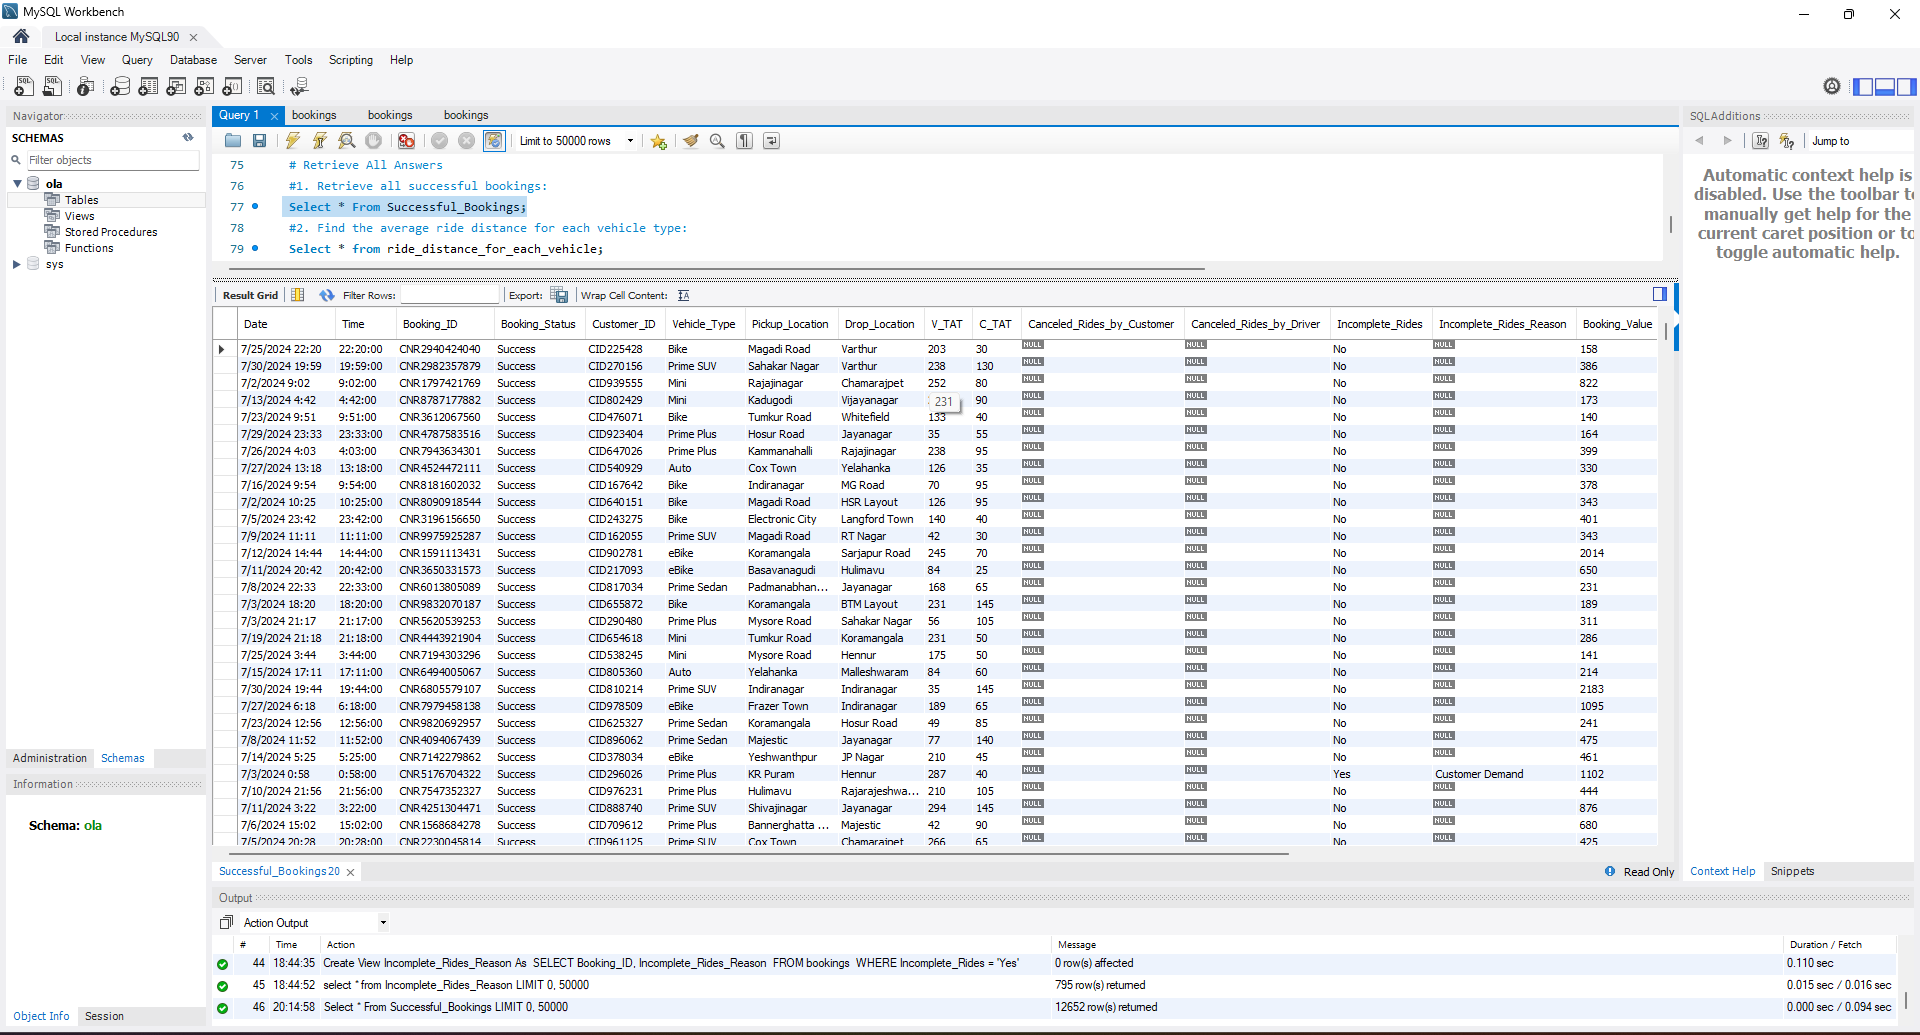 MySQL Workbench
Local instance MySQL90
File Edit View Query Database Server Tools Scripting Help
Navigator
SCHEMAS
Filter objects
ola
Tables
Views
Stored Procedures
Functions
sys
Administration Schemas
Information
Schema: ola
Object Info Session
Query 1 bookings bookings bookings
Limit to 50000 rows
75 # Retrieve All Answers
76 #1. Retrieve all successful bookings:
77 Select * From Successful_Bookings;
78 #2. Find the average ride distance for each vehicle type:
79 Select * from ride_distance_for_each_vehicle;
Result Grid Filter Rows: Export: Wrap Cell Content:
Date Time Booking_ID Booking_Status Customer_ID Vehicle_Type Pickup_Location Drop_Location V_TAT C_TAT Canceled_Rides_by_Customer Canceled_Rides_by_Driver Incomplete_Rides Incomplete_Rides_Reason Booking_Value
7/25/2024 22:20 22:20:00 CNR2940424040 Success CID225428 Bike Magadi Road Varthur 203 30 NULL NULL No NULL 158
7/30/2024 19:59 19:59:00 CNR2982357879 Success CID270156 Prime SUV Sahakar Nagar Varthur 238 130 NULL NULL No NULL 386
7/2/2024 9:02 9:02:00 CNR1797421769 Success CID939555 Mini Rajajinagar Chamarajpet 252 80 NULL NULL No NULL 822
7/13/2024 4:42 4:42:00 CNR8787177882 Success CID802429 Mini Kadugodi Vijayanagar 231 90 NULL NULL No NULL 173
7/23/2024 9:51 9:51:00 CNR3612067560 Success CID476071 Bike Tumkur Road Whitefield 133 40 NULL NULL No NULL 140
7/29/2024 23:33 23:33:00 CNR4787583516 Success CID923404 Prime Plus Hosur Road Jayanagar 35 55 NULL NULL No NULL 164
7/26/2024 4:03 4:03:00 CNR7943634301 Success CID647026 Prime Plus Kammanahalli Rajajinagar 238 95 NULL NULL No NULL 399
7/27/2024 13:18 13:18:00 CNR4524472111 Success CID540929 Auto Cox Town Yelahanka 126 35 NULL NULL No NULL 330
7/16/2024 9:54 9:54:00 CNR8181602032 Success CID167642 Bike Indiranagar MG Road 70 95 NULL NULL No NULL 378
7/2/2024 10:25 10:25:00 CNR8090918544 Success CID640151 Bike Magadi Road HSR Layout 126 95 NULL NULL No NULL 343
7/5/2024 23:42 23:42:00 CNR3196156650 Success CID243275 Bike Electronic City Langford Town 140 40 NULL NULL No NULL 401
7/9/2024 11:11 11:11:00 CNR9975925287 Success CID162055 Prime SUV Magadi Road RT Nagar 42 30 NULL NULL No NULL 343
7/12/2024 14:44 14:44:00 CNR1591113431 Success CID902781 eBike Koramangala Sarjapur Road 245 70 NULL NULL No NULL 2014
7/11/2024 20:42 20:42:00 CNR3650331573 Success CID217093 eBike Basavanagudi Hulimavu 84 25 NULL NULL No NULL 650
7/8/2024 22:33 22:33:00 CNR6013805089 Success CID817034 Prime Sedan Padmanabhan... Jayanagar 168 65 NULL NULL No NULL 231
7/3/2024 18:20 18:20:00 CNR9832070187 Success CID655872 Bike Koramangala BTM Layout 231 145 NULL NULL No NULL 189
7/3/2024 21:17 21:17:00 CNR5620539253 Success CID290480 Prime Plus Mysore Road Sahakar Nagar 56 105 NULL NULL No NULL 311
7/19/2024 21:18 21:18:00 CNR4443921904 Success CID654618 Mini Tumkur Road Koramangala 231 50 NULL NULL No NULL 286
7/25/2024 3:44 3:44:00 CNR7194303296 Success CID538245 Mini Mysore Road Hennur 175 50 NULL NULL No NULL 141
7/15/2024 17:11 17:11:00 CNR6494005067 Success CID805360 Auto Yelahanka Malleshwaram 84 60 NULL NULL No NULL 214
7/30/2024 19:44 19:44:00 CNR6805579107 Success CID810214 Prime SUV Indiranagar Indiranagar 35 145 NULL NULL No NULL 2183
7/27/2024 6:18 6:18:00 CNR7979458138 Success CID978509 eBike Frazer Town Indiranagar 189 65 NULL NULL No NULL 1095
7/23/2024 12:56 12:56:00 CNR9820692957 Success CID625327 Prime Sedan Koramangala Hosur Road 49 85 NULL NULL No NULL 241
7/8/2024 11:52 11:52:00 CNR4094067439 Success CID896062 Prime Sedan Majestic Jayanagar 77 140 NULL NULL No NULL 475
7/14/2024 5:25 5:25:00 CNR7142279862 Success CID378034 eBike Yeshwanthpur JP Nagar 210 45 NULL NULL No NULL 461
7/3/2024 0:58 0:58:00 CNR5176704322 Success CID296026 Prime Plus KR Puram Hennur 287 40 NULL NULL Yes Customer Demand 1102
7/10/2024 21:56 21:56:00 CNR7547352327 Success CID976231 Prime Plus Hulimavu Rajarajeshwa... 210 105 NULL NULL No NULL 444
7/11/2024 3:22 3:22:00 CNR4251304471 Success CID888740 Prime SUV Shivajinagar Jayanagar 294 145 NULL NULL No NULL 876
7/6/2024 15:02 15:02:00 CNR1568684278 Success CID709612 Prime Plus Bannerghatta ... Majestic 42 90 NULL NULL No NULL 680
7/5/2024 20:28 20:28:00 CNR2230045814 Success CID961125 Prime SUV Cox Town Chamarajpet 266 65 NULL NULL No NULL 425
Successful_Bookings 20 Read Only
Output
Action Output
# Time Action Message Duration / Fetch
44 18:44:35 Create View Incomplete_Rides_Reason As SELECT Booking_ID, Incomplete_Rides_Reason FROM bookings WHERE Incomplete_Rides = 'Yes' 0 row(s) affected 0.110 sec
45 18:44:52 select * from Incomplete_Rides_Reason LIMIT 0, 50000 795 row(s) returned 0.015 sec / 0.016 sec
46 20:14:58 Select * From Successful_Bookings LIMIT 0, 50000 12652 row(s) returned 0.000 sec / 0.094 sec
SQLAdditions
Jump to
Automatic context help is
disabled. Use the toolbar to
manually get help for the
current caret position or to
toggle automatic help.
Context Help Snippets